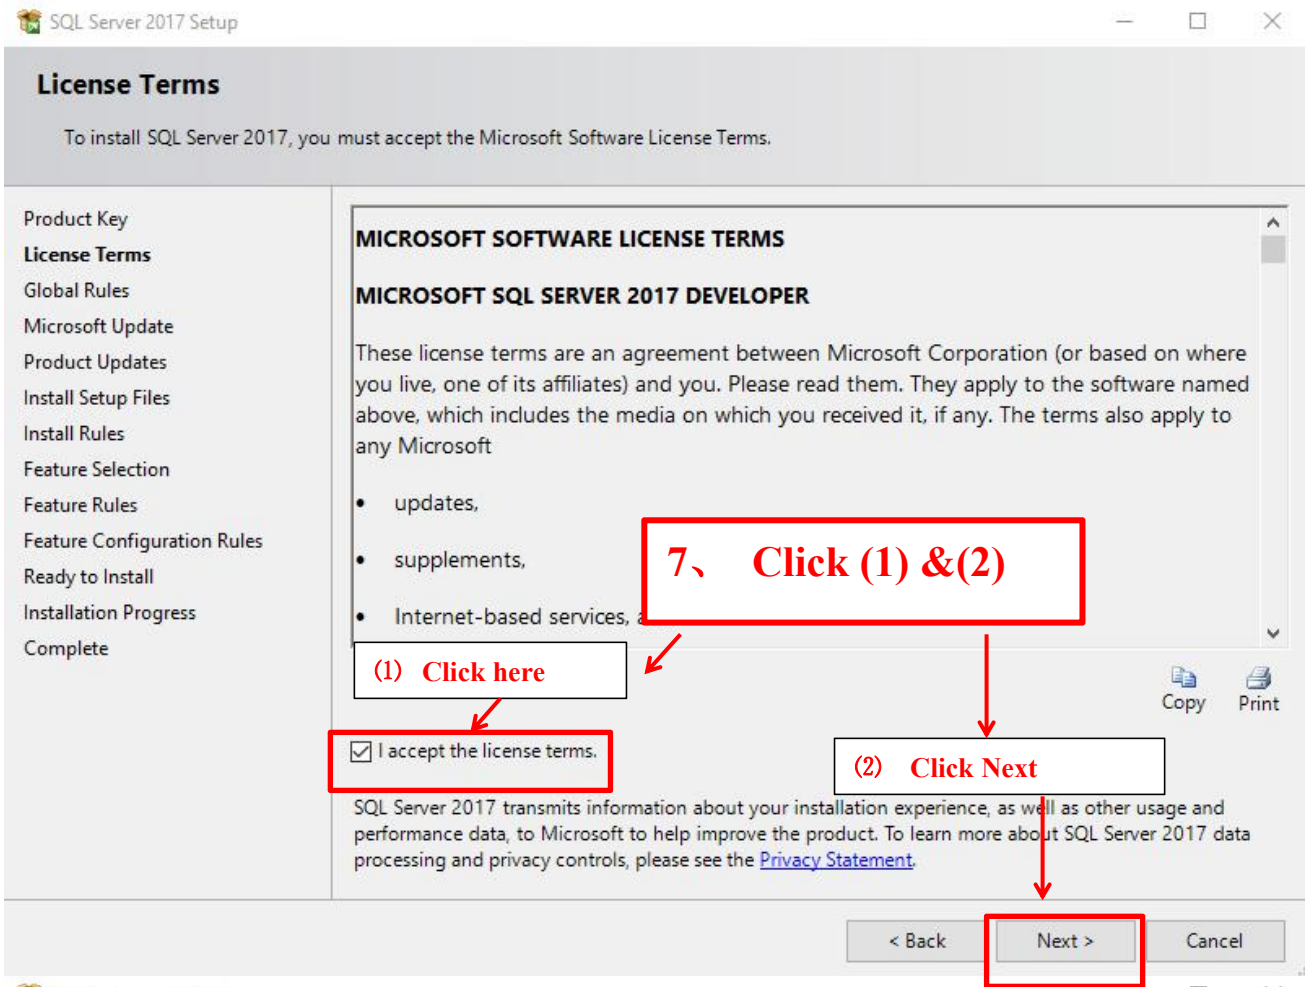 SQL Server 2017 Setup
License Terms
To install SQL Server 2017, you must accept the Microsoft Software License Terms.
Product Key
License Terms
Global Rules
Microsoft Update
Product Updates
Install Setup Files
Install Rules
Feature Selection
Feature Rules
Feature Configuration Rules
Ready to Install
Installation Progress
Complete
MICROSOFT SOFTWARE LICENSE TERMS
MICROSOFT SQL SERVER 2017 DEVELOPER
These license terms are an agreement between Microsoft Corporation (or based on where
you live, one of its affiliates) and you. Please read them. They apply to the software named
above, which includes the media on which you received it, if any. The terms also apply to
any Microsoft
• updates,
• supplements,
• Internet-based services,
7、 Click (1) &(2)
(1) Click here
Copy
Print
I accept the license terms.
(2) Click Next
SQL Server 2017 transmits information about your installation experience, as well as other usage and
performance data, to Microsoft to help improve the product. To learn more about SQL Server 2017 data
processing and privacy controls, please see the Privacy Statement.
< Back
Next >
Cancel